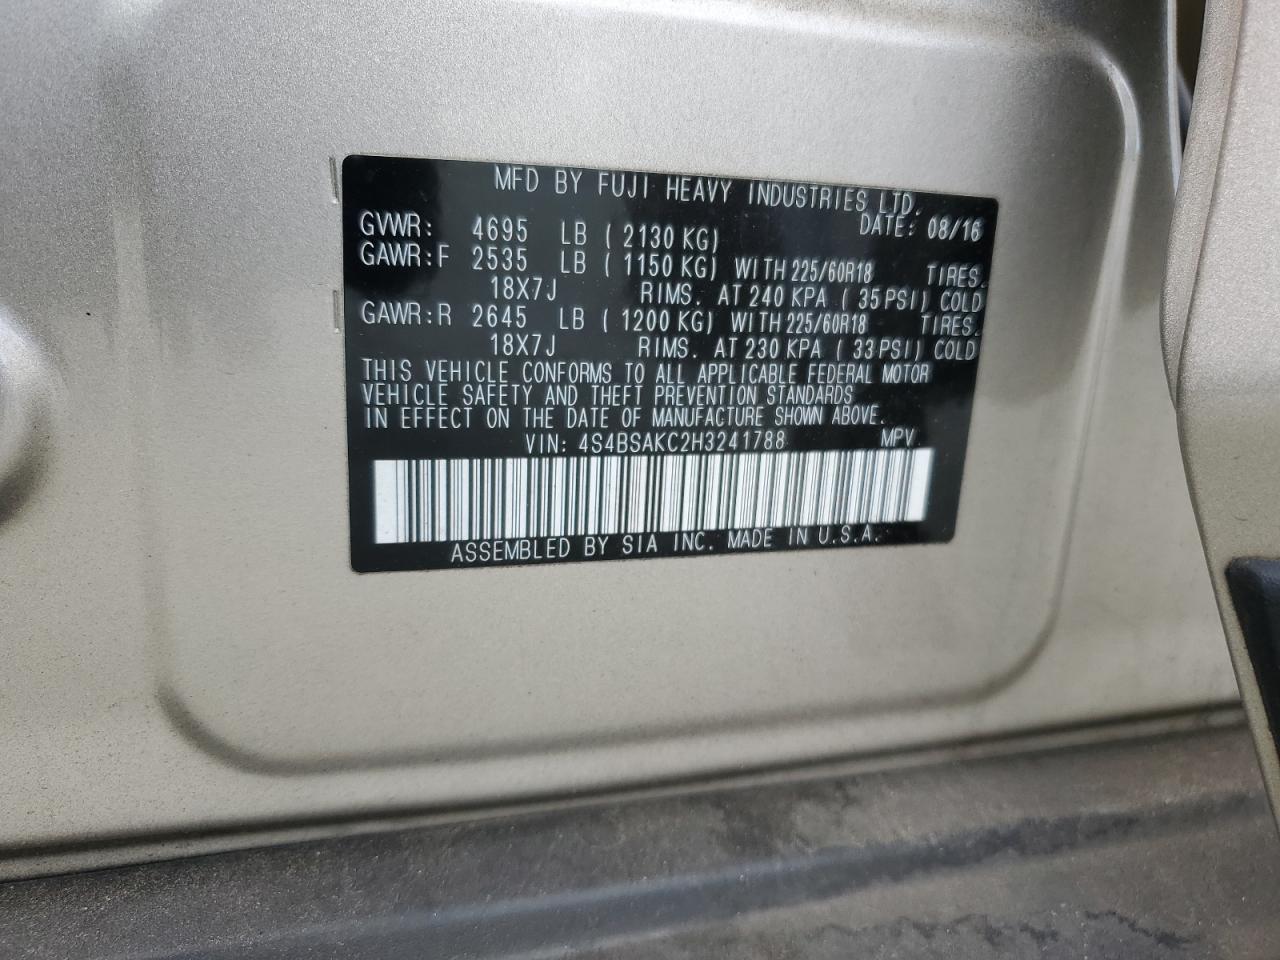 MFD BY FUJI HEAVY INDUSTRIES LTD.
DATE: 08/16
GVWR: 4695 LB ( 2130 KG)
GAWR:F 2535 LB ( 1150 KG) WITH 225/60R18 TIRES.
18X7J RIMS. AT 240 KPA ( 35 PSI) COLD
GAWR:R 2645 LB ( 1200 KG) WITH 225/60R18 TIRES.
18X7J RIMS. AT 230 KPA ( 33 PSI) COLD
THIS VEHICLE CONFORMS TO ALL APPLICABLE FEDERAL MOTOR
VEHICLE SAFETY AND THEFT PREVENTION STANDARDS
IN EFFECT ON THE DATE OF MANUFACTURE SHOWN ABOVE.
VIN: 4S4BSAKC2H3241788 MPV
ASSEMBLED BY SIA INC. MADE IN U.S.A.